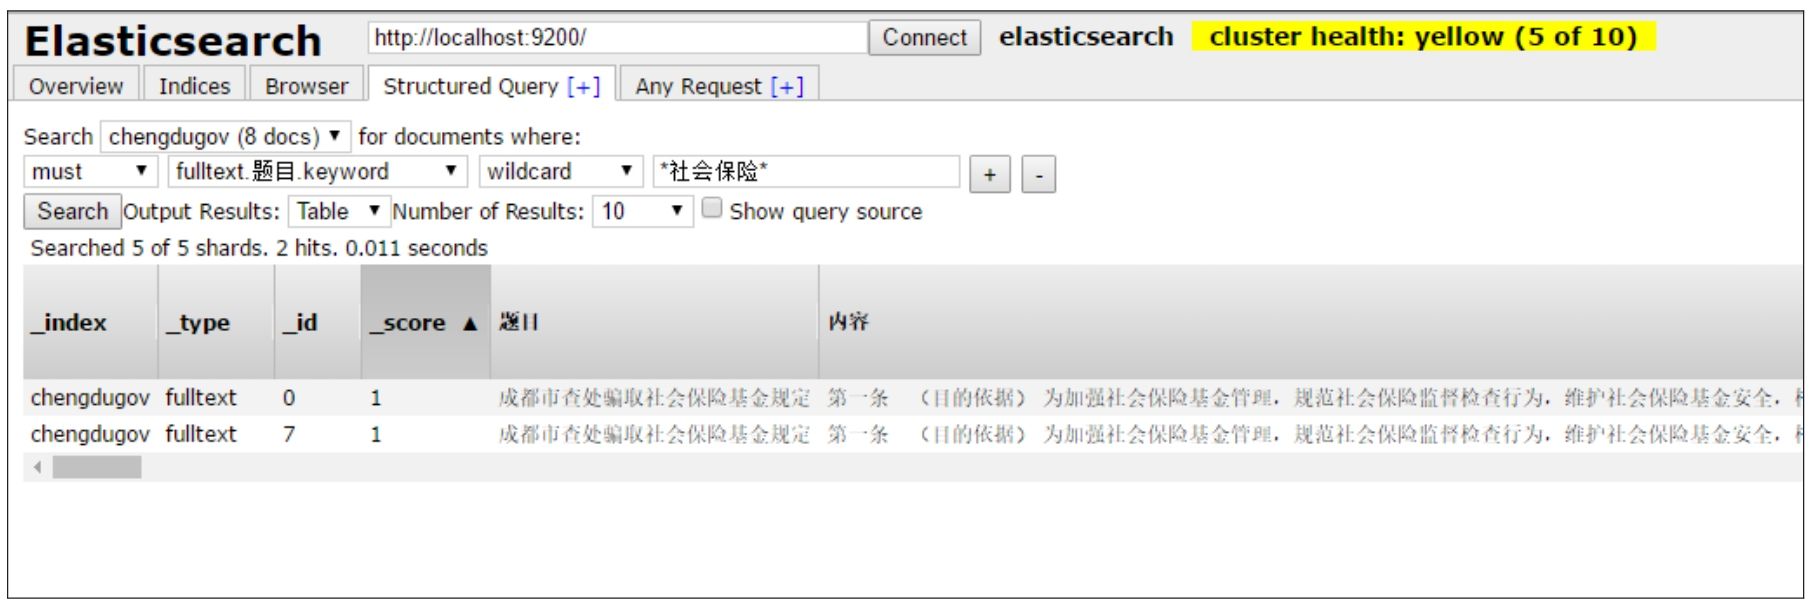 Elasticsearch http://localhost:9200/ Connect elasticsearch cluster health: yellow (5 of 10)
Overview Indices Browser Structured Query [+] Any Request [+]
Search chengdugov (8 docs) ▼ for documents where:
must ▼ fulltext.题目.keyword ▼ wildcard ▼ *社会保险* + -
Search Output Results: Table ▼ Number of Results: 10 ▼ Show query source
Searched 5 of 5 shards. 2 hits. 0.011 seconds
_index _type _id _score ▲ 题目 内容
chengdugov fulltext 0 1 成都市查处骗取社会保险基金规定 第一条 （目的依据） 为加强社会保险基金管理，规范社会保险监督检查行为，维护社会保险基金安全，
chengdugov fulltext 7 1 成都市查处骗取社会保险基金规定 第一条 （目的依据） 为加强社会保险基金管理，规范社会保险监督检查行为，维护社会保险基金安全，